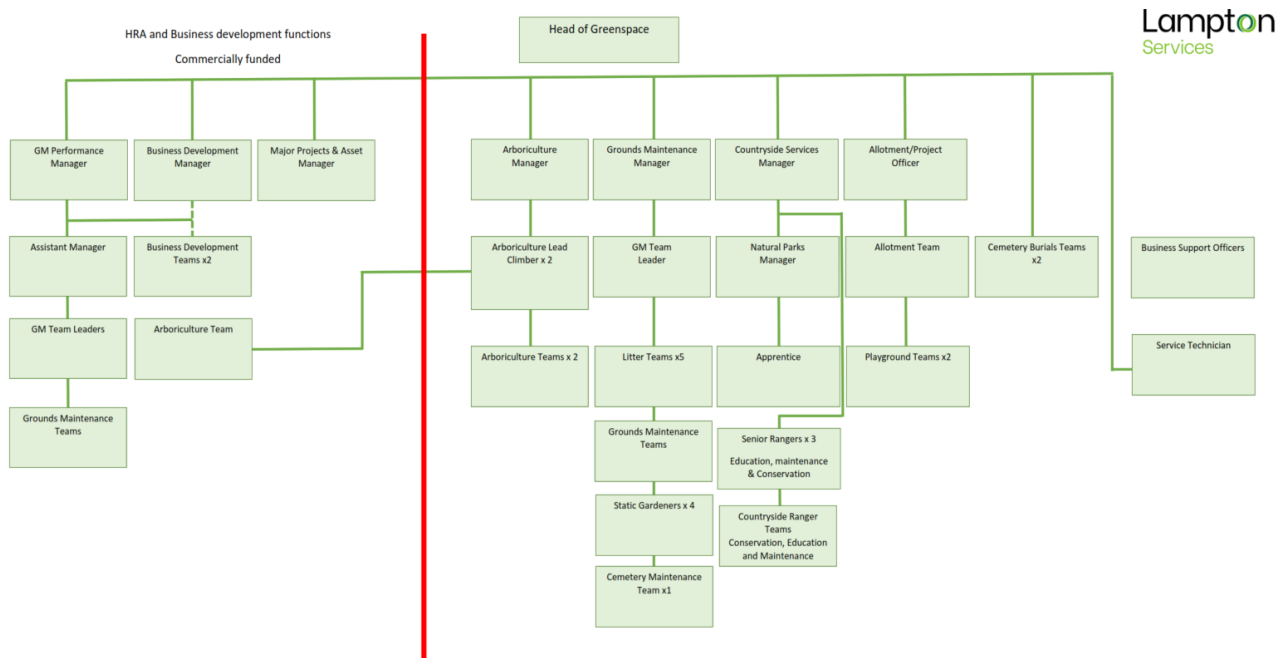 HRA and Business development functions
Commercially funded
Head of Greenspace
Lampton
Services
GM Performance
Manager
Business Development
Manager
Major Projects & Asset
Manager
Arboriculture
Manager
Grounds Maintenance
Manager
Countryside Services
Manager
Allotment/Project
Officer
Assistant Manager
Business Development
Teams x2
Arboriculture Lead
Climber x 2
GM Team
Leader
Natural Parks
Manager
Allotment Team
Cemetery Burials Teams
x2
Business Support Officers
GM Team Leaders
Arboriculture Team
Arboriculture Teams x 2
Litter Teams x5
Apprentice
Playground Teams x2
Service Technician
Grounds Maintenance
Teams
Grounds Maintenance
Teams
Senior Rangers x 3
Education, maintenance
& Conservation
Static Gardeners x 4
Countryside Ranger
Teams
Conservation, Education
and Maintenance
Cemetery Maintenance
Team x1